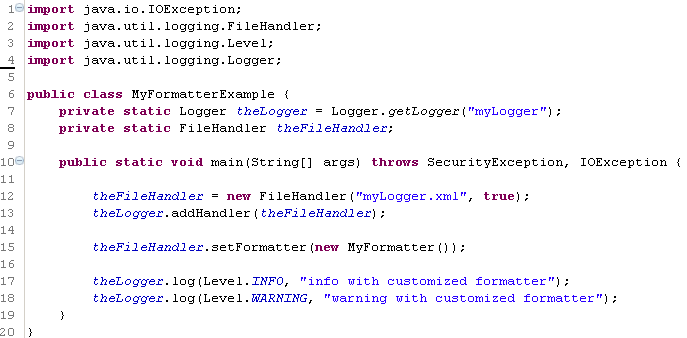 1 import java.io.IOException;
2 import java.util.logging.FileHandler;
3 import java.util.logging.Level;
4 import java.util.logging.Logger;
5
6 public class MyFormatterExample {
7     private static Logger theLogger = Logger.getLogger("myLogger");
8     private static FileHandler theFileHandler;
9
10     public static void main(String[] args) throws SecurityException, IOException {
11
12         theFileHandler = new FileHandler("myLogger.xml", true);
13         theLogger.addHandler(theFileHandler);
14
15         theFileHandler.setFormatter(new MyFormatter());
16
17         theLogger.log(Level.INFO, "info with customized formatter");
18         theLogger.log(Level.WARNING, "warning with customized formatter");
19     }
20 }